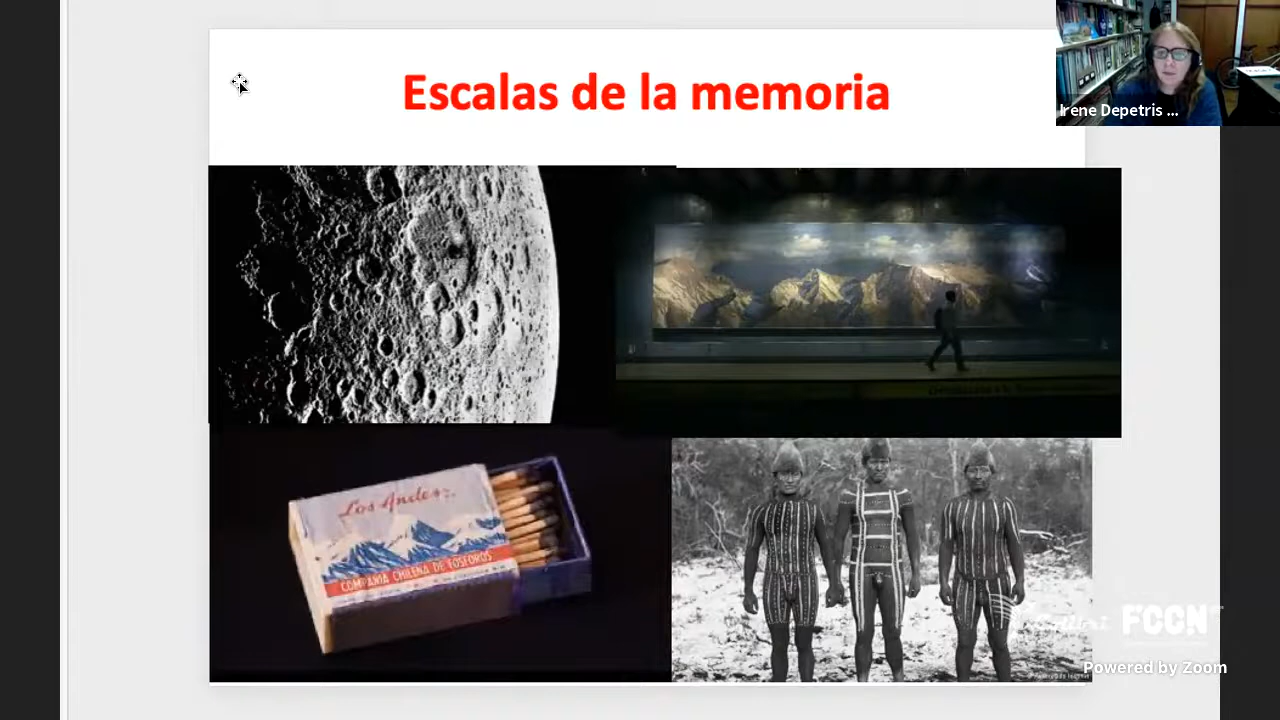 Escalas de la memoria
Irene Depetris ...
Los Andes
COMPAÑIA CHILENA DE FOSFOROS
FCCN
Powered by Zoom